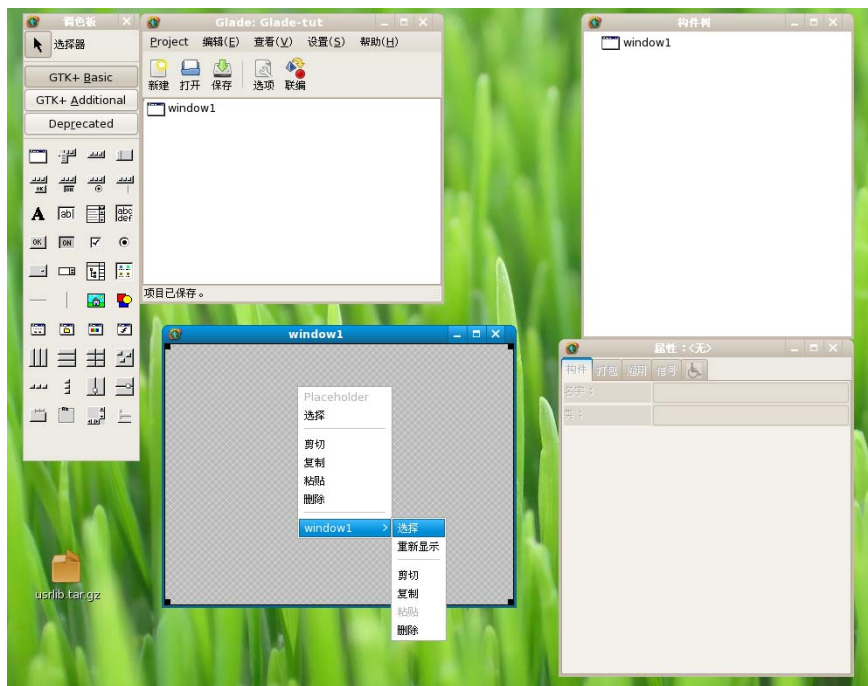 调色板
选择器
GTK+ Basic
GTK+ Additional
Deprecated
Glade: Glade-tut
Project 编辑(E) 查看(V) 设置(S) 帮助(H)
新建 打开 保存 选项 联编
window1
项目已保存。
构件树
window1
window1
Placeholder
选择
剪切
复制
粘贴
删除
window1
选择
重新显示
剪切
复制
粘贴
删除
属性：<无>
构件 打包 通用 信号
名字：
类：
usrlib.tar.gz